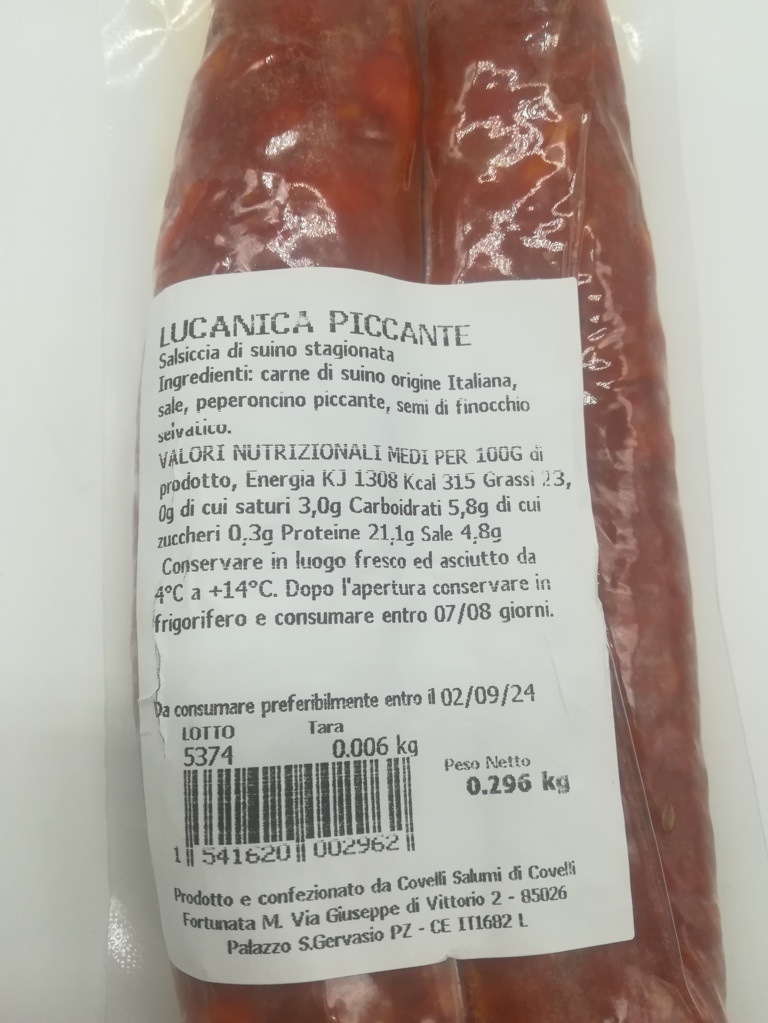 LUCANICA PICCANTE
Salsiccia di suino stagionata
Ingredienti: carne di suino origine Italiana,
sale, peperoncino piccante, semi di finocchio
selvatico.
VALORI NUTRIZIONALI MEDI PER 100G di
prodotto, Energia KJ 1308 Kcal 315 Grassi 23,
0g di cui saturi 3,0g Carboidrati 5,8g di cui
zuccheri 0,3g Proteine 21,1g Sale 4,8g
Conservare in luogo fresco ed asciutto da
4°C a +14°C. Dopo l'apertura conservare in
frigorifero e consumare entro 07/08 giorni.
Da consumare preferibilmente entro il 02/09/24
LOTTO Tara
5374 0.006 kg
Peso Netto
0.296 kg
1 541620 002962
Prodotto e confezionato da Covelli Salumi di Covelli
Fortunata M. Via Giuseppe di Vittorio 2 - 85026
Palazzo S.Gervasio PZ - CE IT1682 L